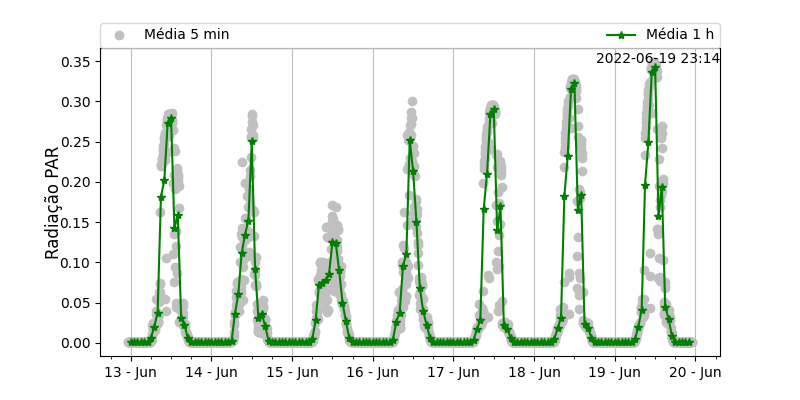 Média 5 min
Média 1 h
2022-06-19 23:14
Radiação PAR
0.35
0.30
0.25
0.20
0.15
0.10
0.05
0.00
13 - Jun
14 - Jun
15 - Jun
16 - Jun
17 - Jun
18 - Jun
19 - Jun
20 - Jun